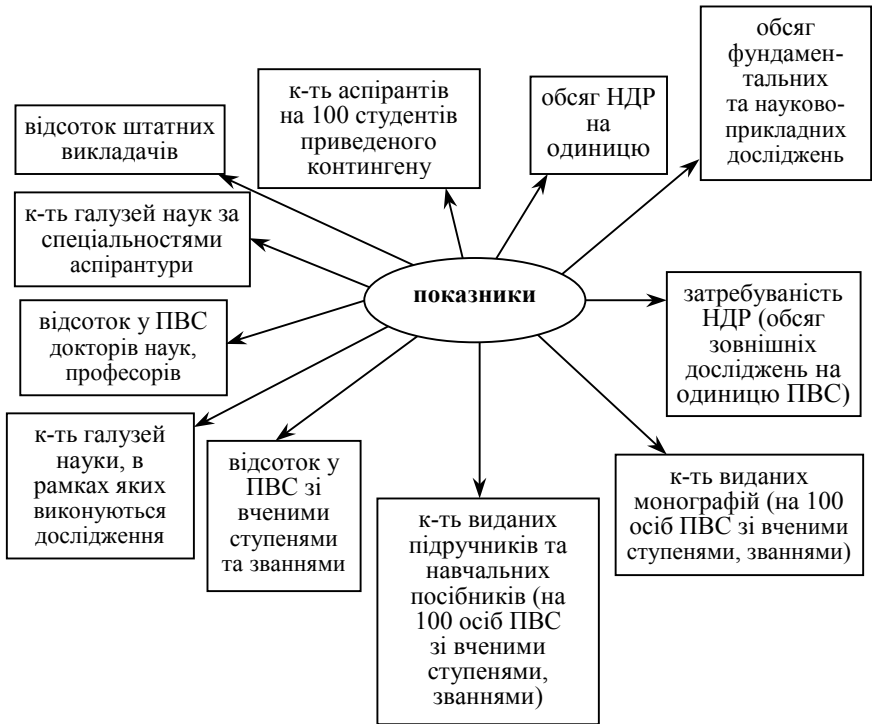 обсяг
фундамен-
тальних
та науково-
прикладних
досліджень
к-ть аспірантів
на 100 студентів
приведеного
контингену
обсяг НДР
на
одиницю
відсоток штатних
викладачів
к-ть галузей наук за
спеціальностями
аспірантури
показники
затребуваність
НДР (обсяг
зовнішніх
досліджень на
одиницю ПВС)
відсоток у ПВС
докторів наук,
професорів
к-ть галузей
науки, в
рамках яких
виконуються
дослідження
відсоток у
ПВС зі
вченими
ступенями
та званнями
к-ть виданих
підручників та
навчальних
посібників (на
100 осіб ПВС
зі вченими
ступенями,
званнями)
к-ть виданих
монографій (на 100
осіб ПВС зі вченими
ступенями, званнями)